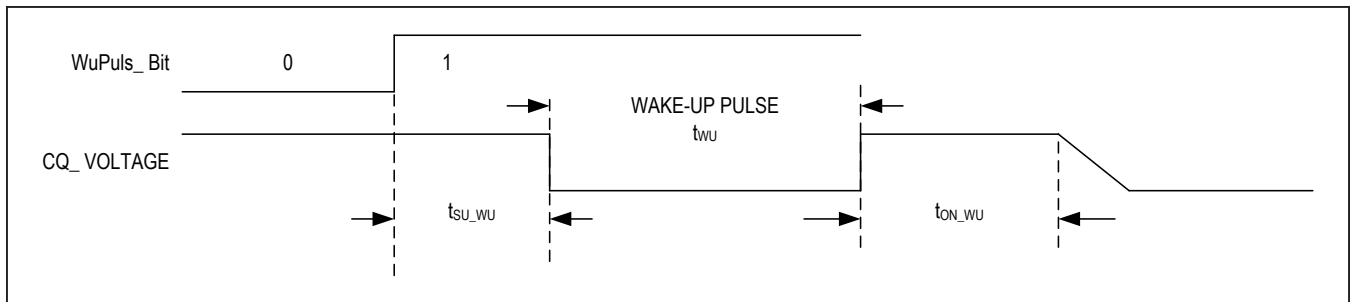 WuPuls_ Bit
0
1
WAKE-UP PULSE
tWU
CQ_ VOLTAGE
tSU_WU
tON_WU